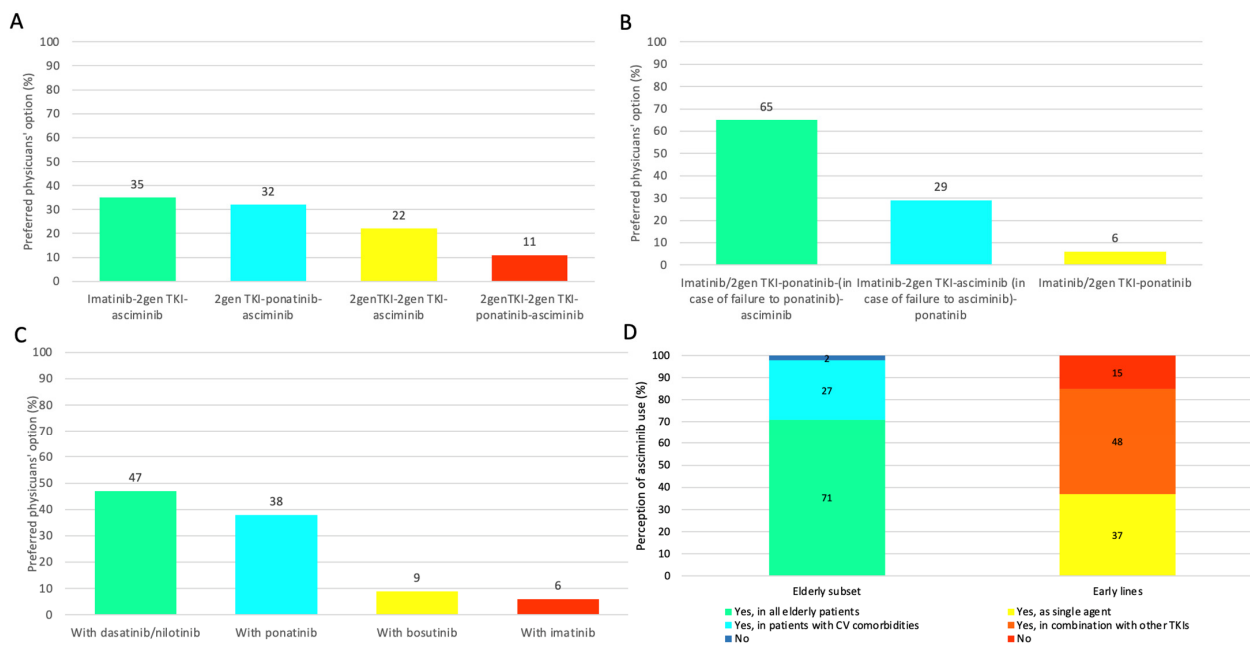 A
Preferred physicuans' option (%)
100
90
80
70
60
50
40
30
20
10
0
35
32
22
11
Imatinib-2gen TKI-
asciminib
2gen TKI-ponatinib-
asciminib
2genTKI-2gen TKI-
asciminib
2genTKI-2gen TKI-
ponatinib-asciminib
B
Preferred physicuans' option (%)
100
90
80
70
60
50
40
30
20
10
0
65
29
6
Imatinib/2gen TKI-ponatinib-(in
case of failure to ponatinib)-
asciminib
Imatinib-2gen TKI-asciminib (in
case of failure to asciminib)-
ponatinib
Imatinib/2gen TKI-ponatinib
C
Preferred physicuans' option (%)
100
90
80
70
60
50
40
30
20
10
0
47
38
9
6
With dasatinib/nilotinib
With ponatinib
With bosutinib
With imatinib
D
Perception of asciminib use (%)
100
90
80
70
60
50
40
30
20
10
0
2
27
71
15
48
37
Elderly subset
Early lines
Yes, in all elderly patients
Yes, in patients with CV comorbidities
No
Yes, as single agent
Yes, in combination with other TKIs
No